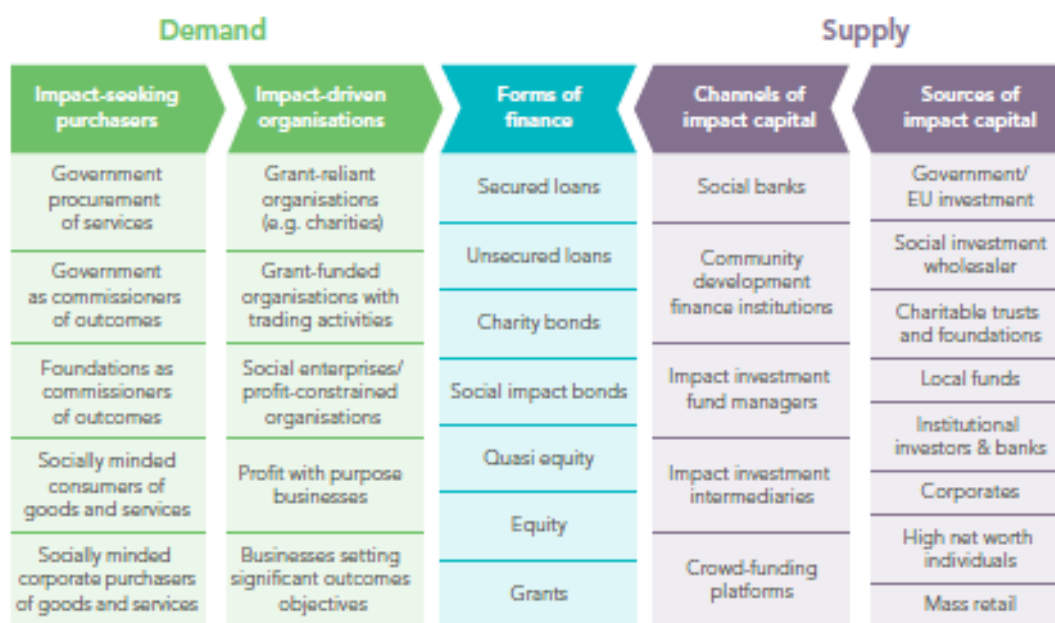 Demand
Supply
Impact-seeking
purchasers
Impact-driven
organisations
Forms of
finance
Channels of
impact capital
Sources of
impact capital
Government
procurement
of services
Government
as commissioners
of outcomes
Foundations as
commissioners
of outcomes
Socially minded
consumers of
goods and services
Socially minded
corporate purchasers
of goods and services
Grant-reliant
organisations
(e.g. charities)
Grant-funded
organisations with
trading activities
Social enterprises/
profit-constrained
organisations
Profit with purpose
businesses
Businesses setting
significant outcomes
objectives
Secured loans
Unsecured loans
Charity bonds
Social impact bonds
Quasi equity
Equity
Grants
Social banks
Community
development
finance institutions
Impact investment
fund managers
Impact investment
intermediaries
Crowd-funding
platforms
Government/
EU investment
Social investment
wholesaler
Charitable trusts
and foundations
Local funds
Institutional
investors & banks
Corporates
High net worth
individuals
Mass retail